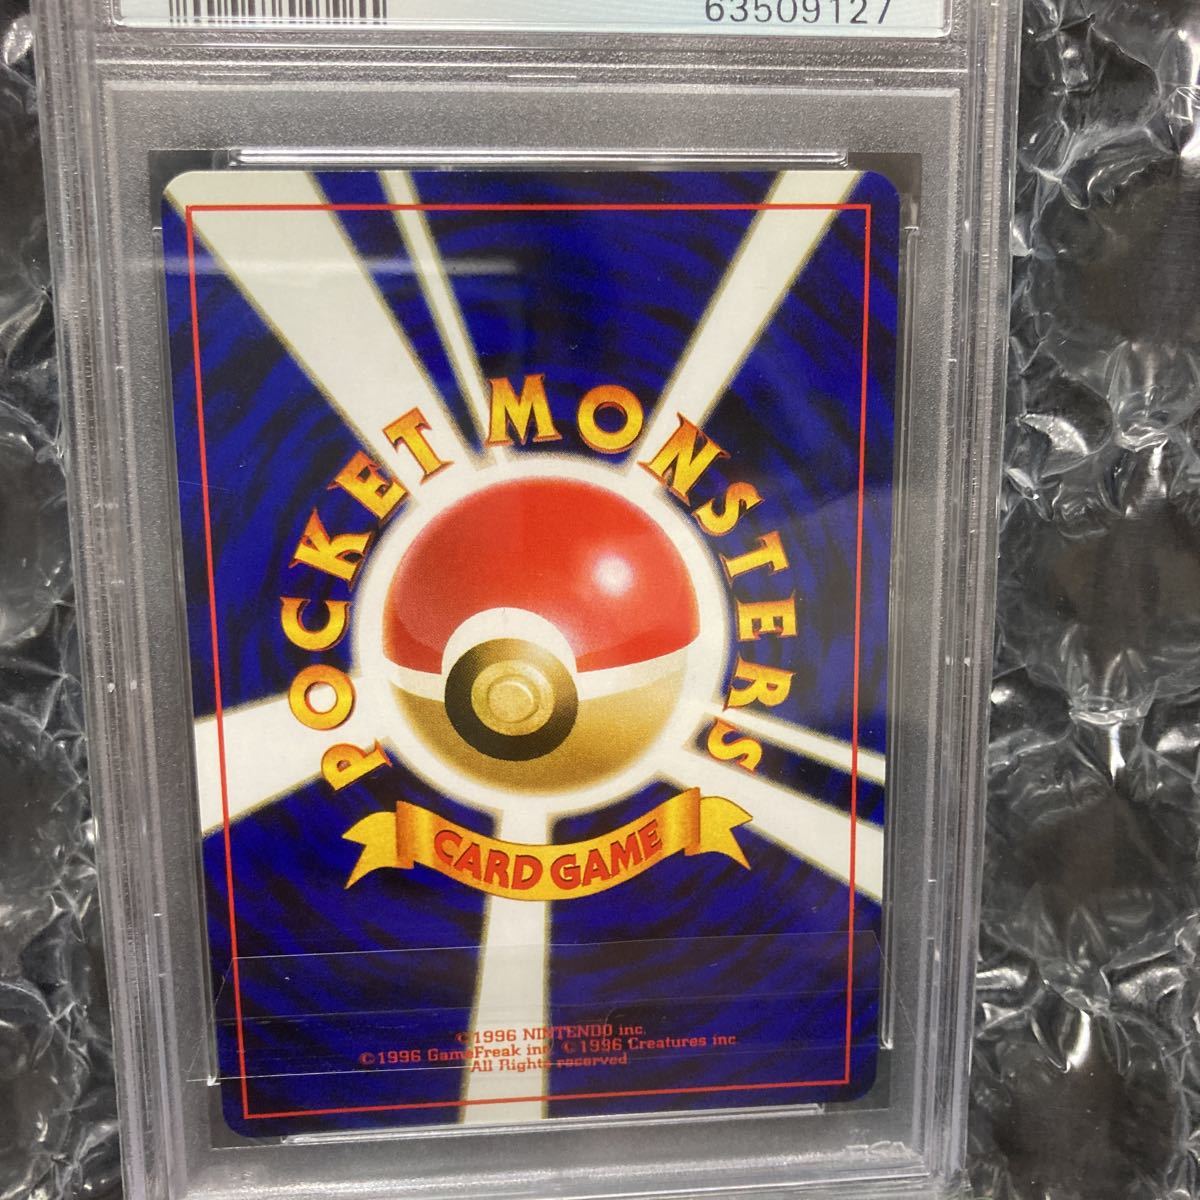 63509127
POCKET MONSTERS
CARD GAME
©1996 NINTENDO inc.
©1996 GameFreak inc. ©1996 Creatures inc.
All Rights reserved